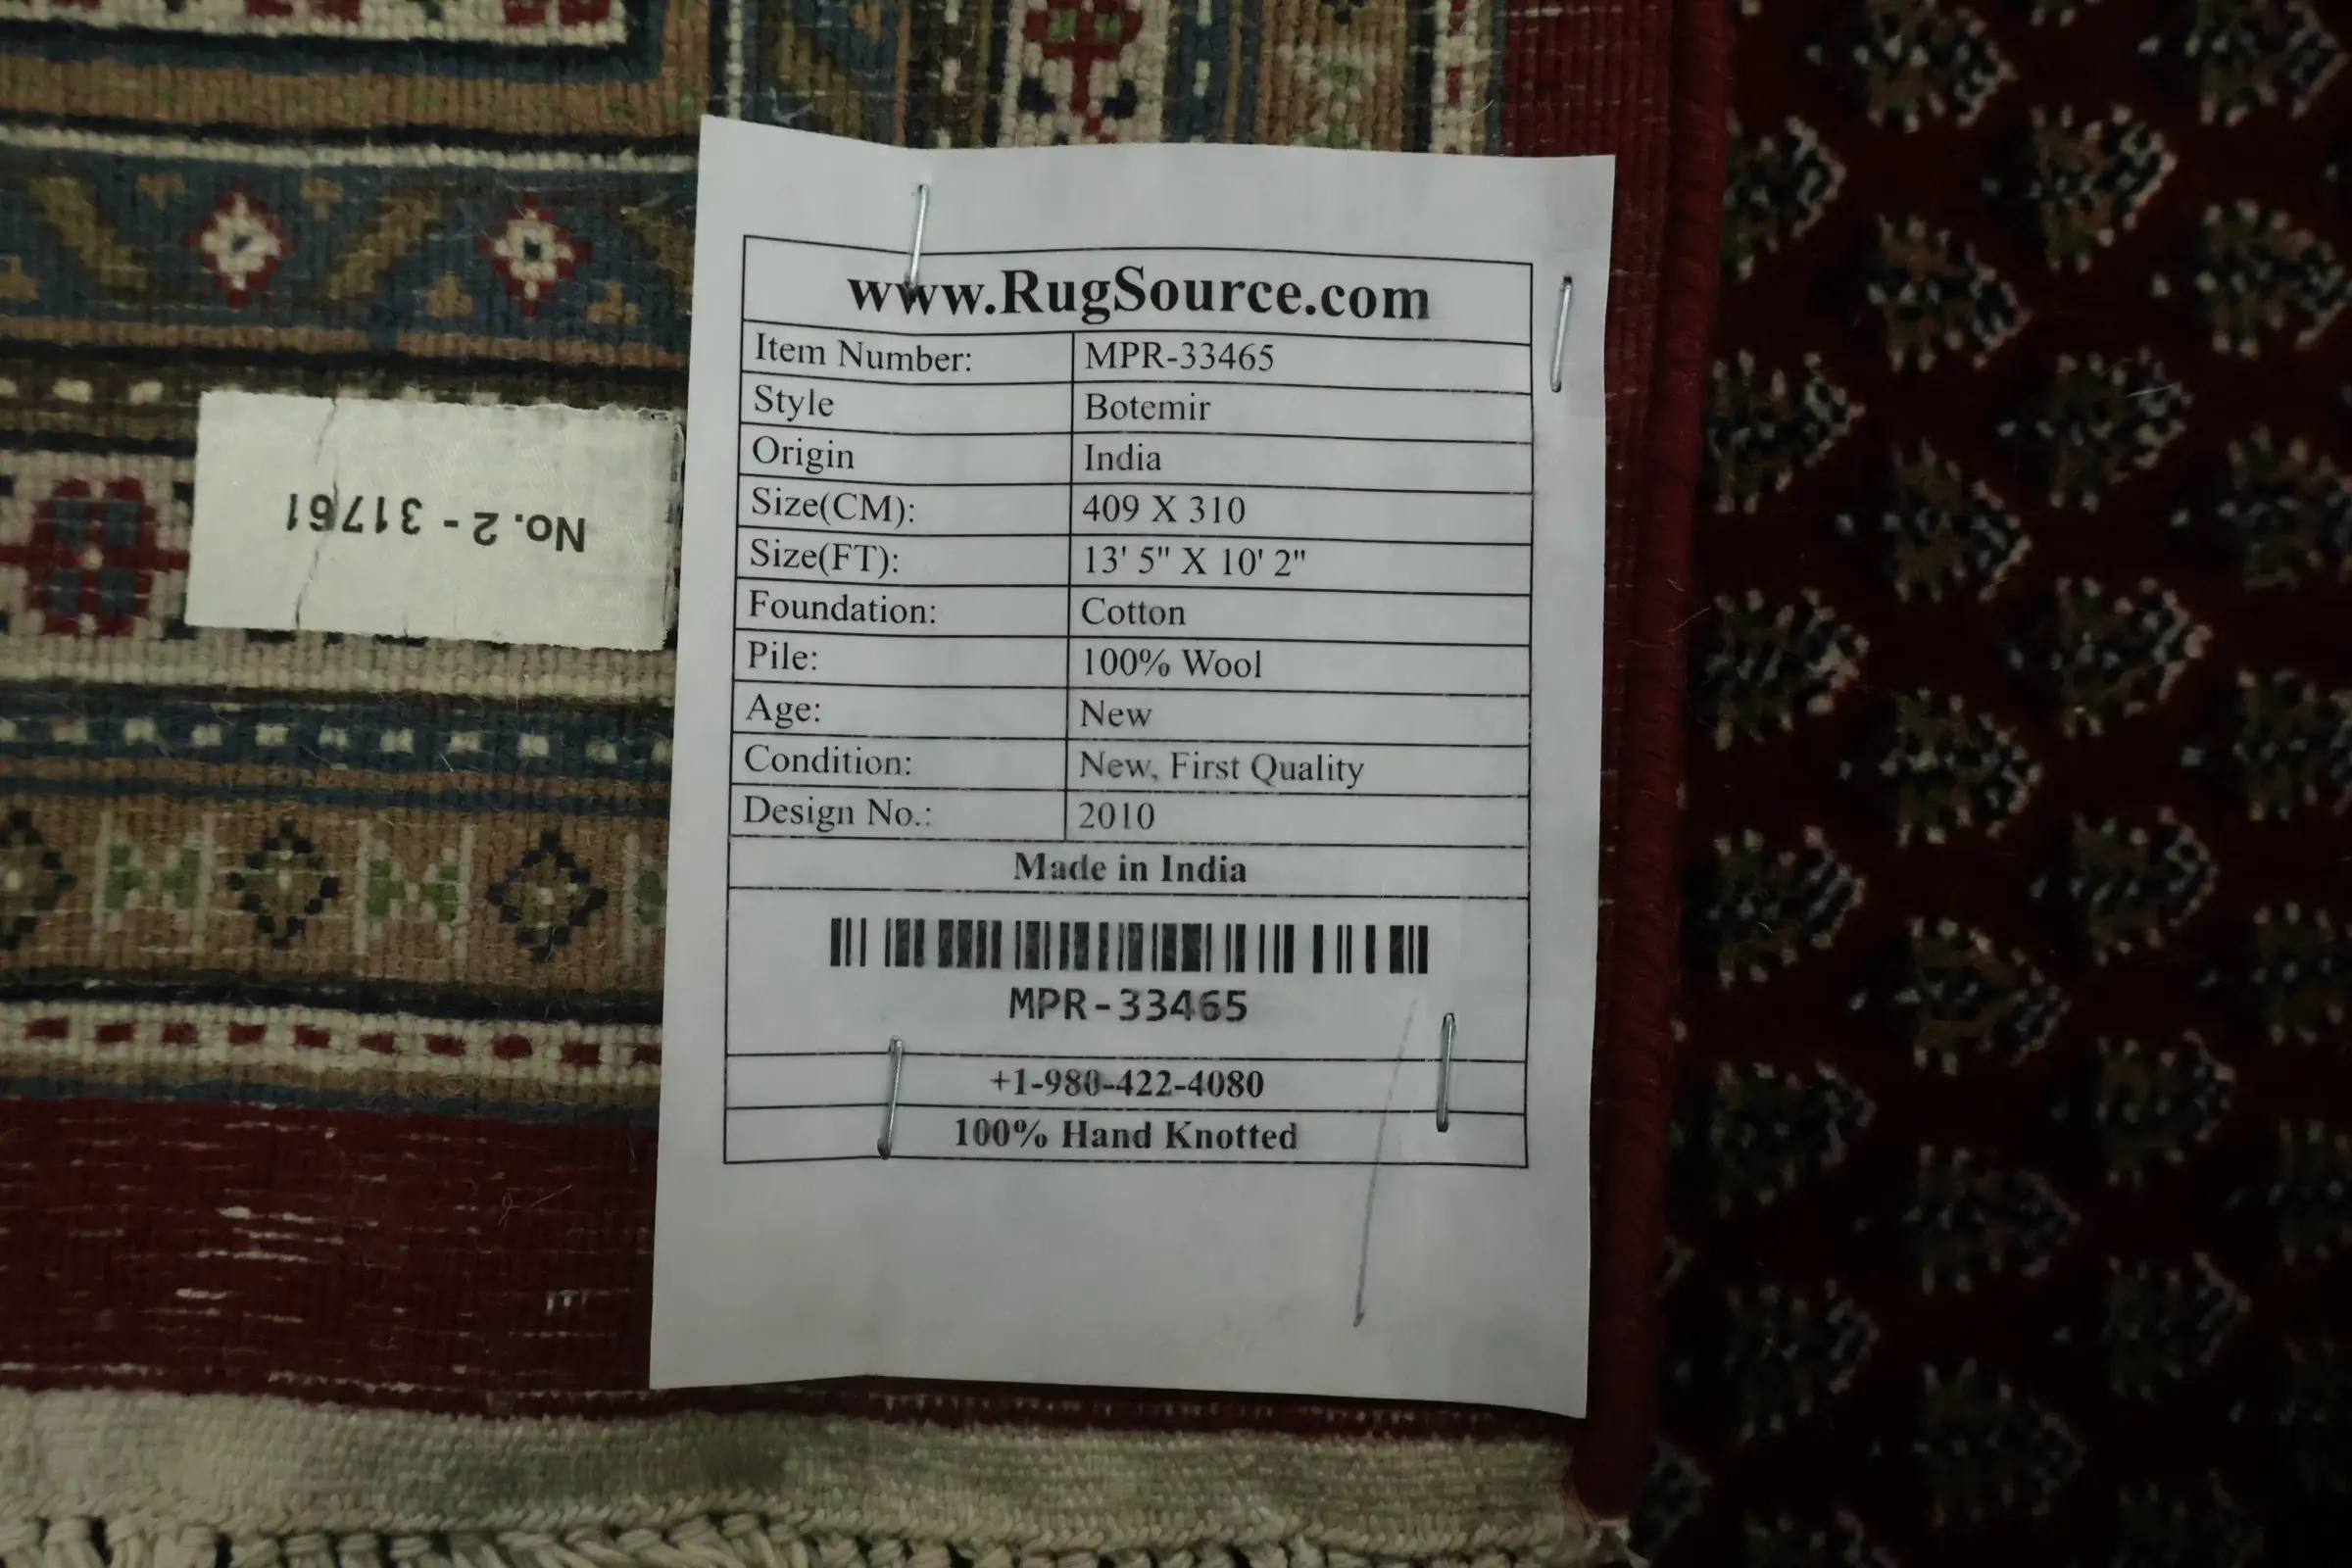 www.RugSource.com
Item Number: MPR-33465
Style Botemir
Origin India
Size(CM): 409 X 310
Size(FT): 13' 5" X 10' 2"
Foundation: Cotton
Pile: 100% Wool
Age: New
Condition: New, First Quality
Design No.: 2010
Made in India
MPR-33465
+1-980-422-4080
100% Hand Knotted
No. 2 - 31761